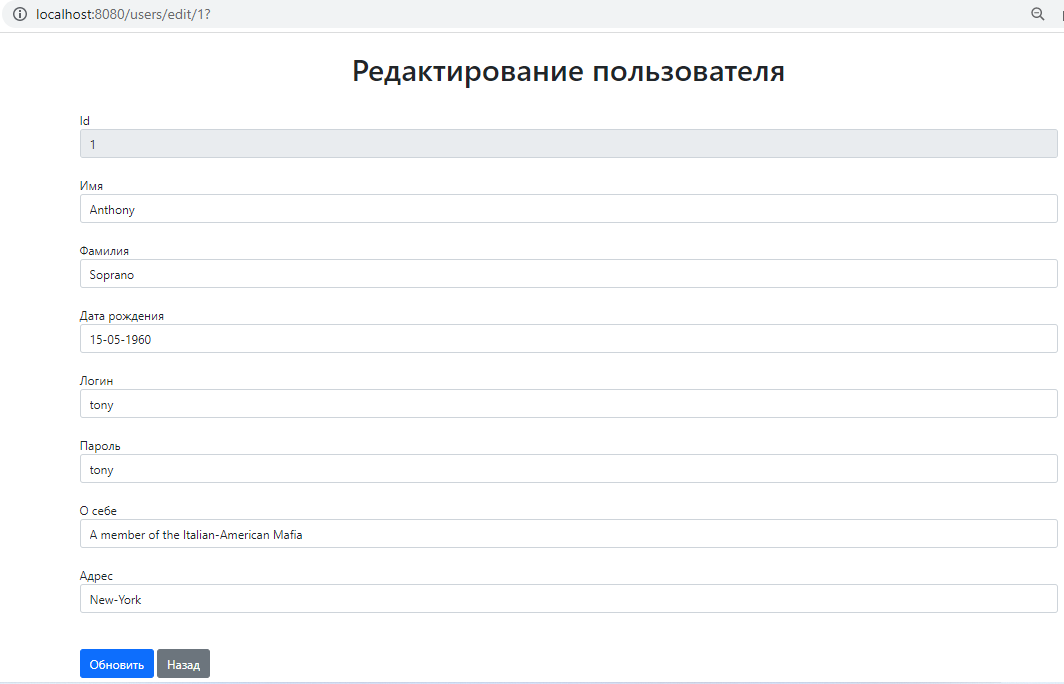 localhost:8080/users/edit/1?
Редактирование пользователя
Id
1
Имя
Anthony
Фамилия
Soprano
Дата рождения
15-05-1960
Логин
tony
Пароль
tony
О себе
A member of the Italian-American Mafia
Адрес
New-York
Обновить Назад